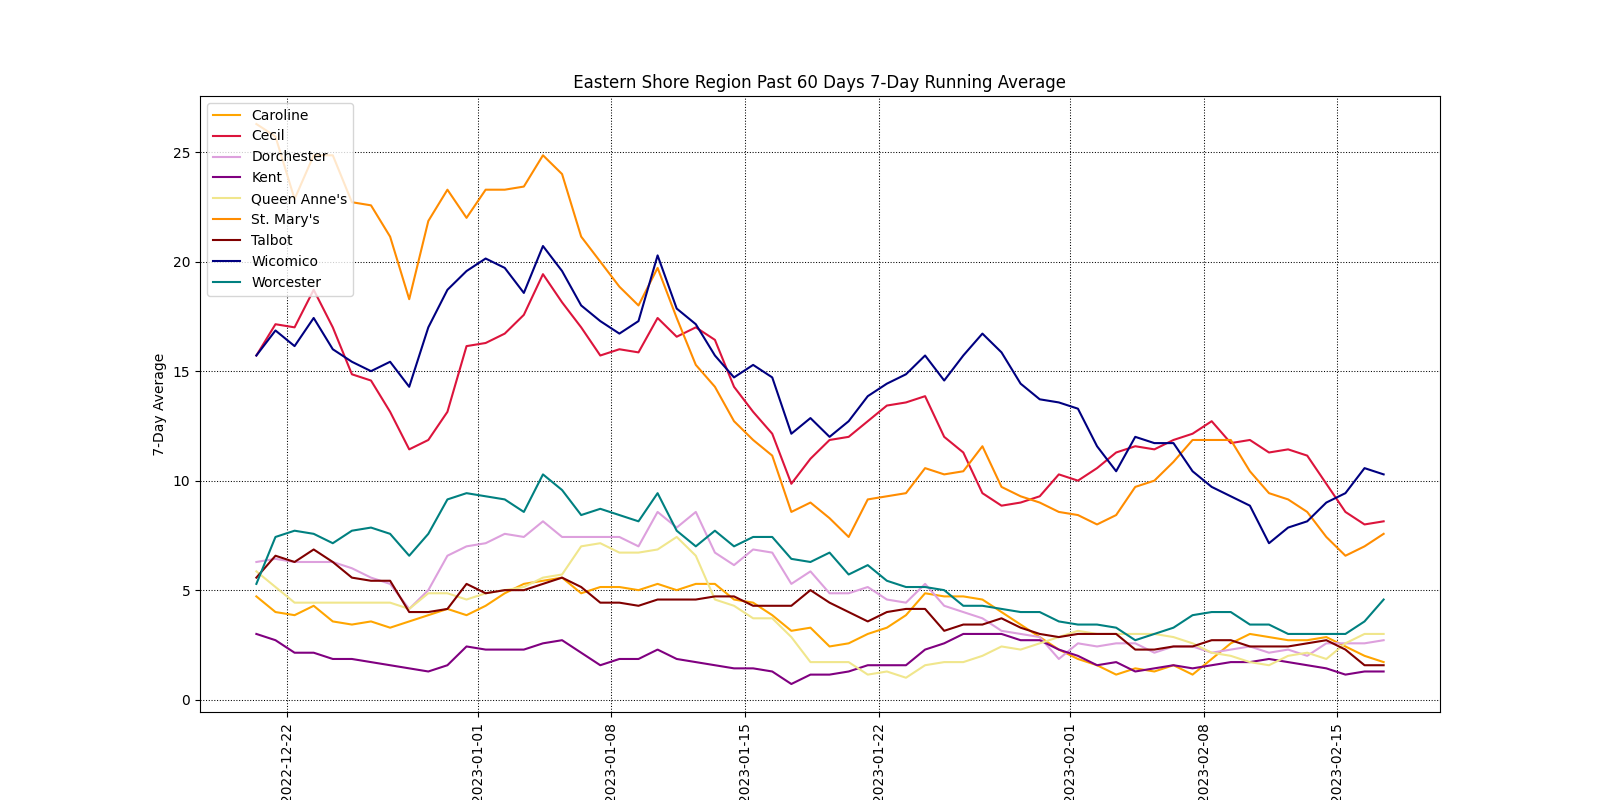 Eastern Shore Region Past 60 Days 7-Day Running Average
Caroline
Cecil
Dorchester
Kent
Queen Anne's
St. Mary's
Talbot
Wicomico
Worcester
25
20
15
10
5
0
7-Day Average
2022-12-22
2023-01-01
2023-01-08
2023-01-15
2023-01-22
2023-02-01
2023-02-08
2023-02-15